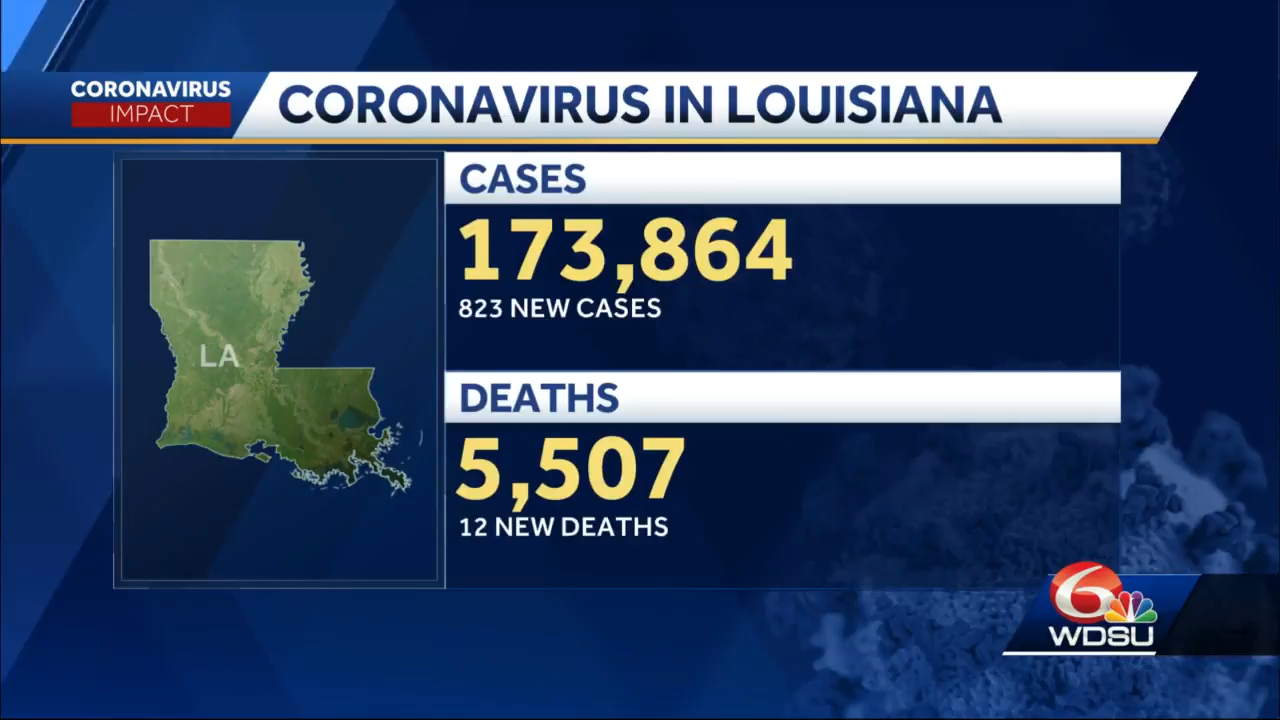 CORONAVIRUS
IMPACT
CORONAVIRUS IN LOUISIANA
LA
CASES
173,864
823 NEW CASES
DEATHS
5,507
12 NEW DEATHS
6
WDSU